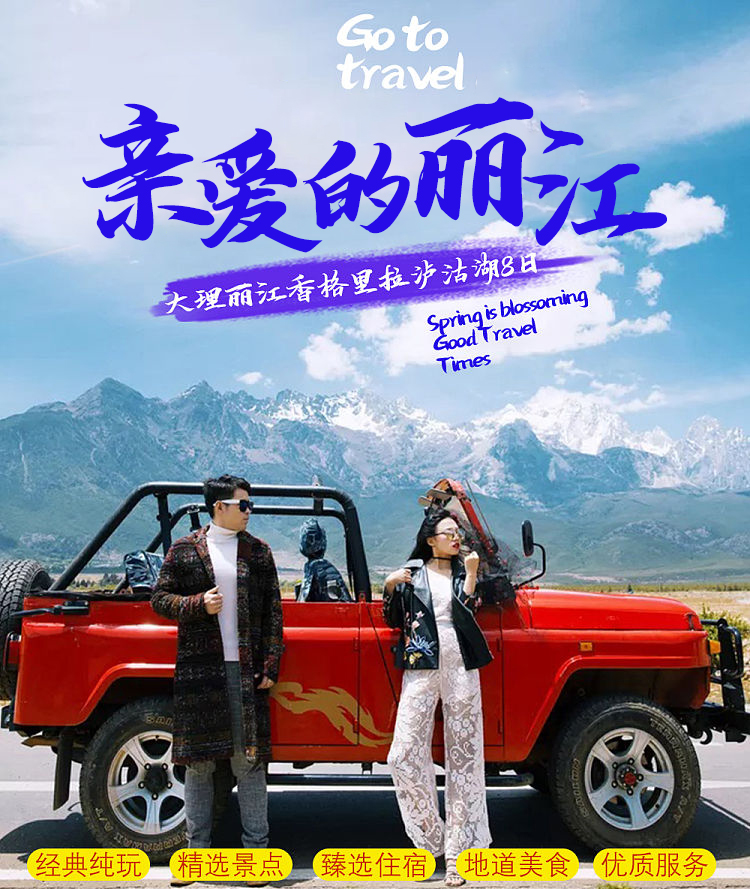 Go to
travel
亲爱的丽江
大理丽江香格里拉泸沽湖8日
Spring is blossoming
Good Travel
Times
经典纯玩 精选景点 臻选住宿 地道美食 优质服务